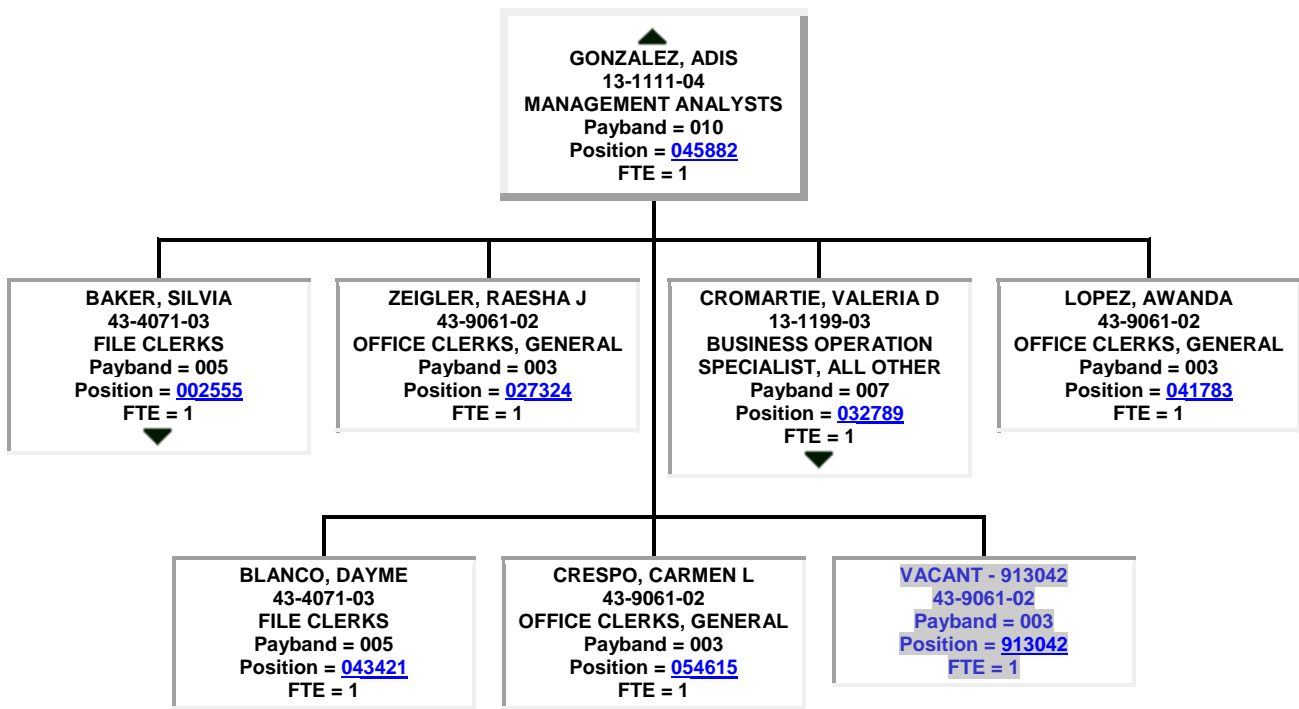 GONZALEZ, ADIS
13-1111-04
MANAGEMENT ANALYSTS
Payband = 010
Position = 045882
FTE = 1
BAKER, SILVIA
43-4071-03
FILE CLERKS
Payband = 005
Position = 002555
FTE = 1
ZEIGLER, RAESHA J
43-9061-02
OFFICE CLERKS, GENERAL
Payband = 003
Position = 027324
FTE = 1
CROMARTIE, VALERIA D
13-1199-03
BUSINESS OPERATION
SPECIALIST, ALL OTHER
Payband = 007
Position = 032789
FTE = 1
LOPEZ, AWANDA
43-9061-02
OFFICE CLERKS, GENERAL
Payband = 003
Position = 041783
FTE = 1
BLANCO, DAYME
43-4071-03
FILE CLERKS
Payband = 005
Position = 043421
FTE = 1
CRESPO, CARMEN L
43-9061-02
OFFICE CLERKS, GENERAL
Payband = 003
Position = 054615
FTE = 1
VACANT - 913042
43-9061-02
Payband = 003
Position = 913042
FTE = 1